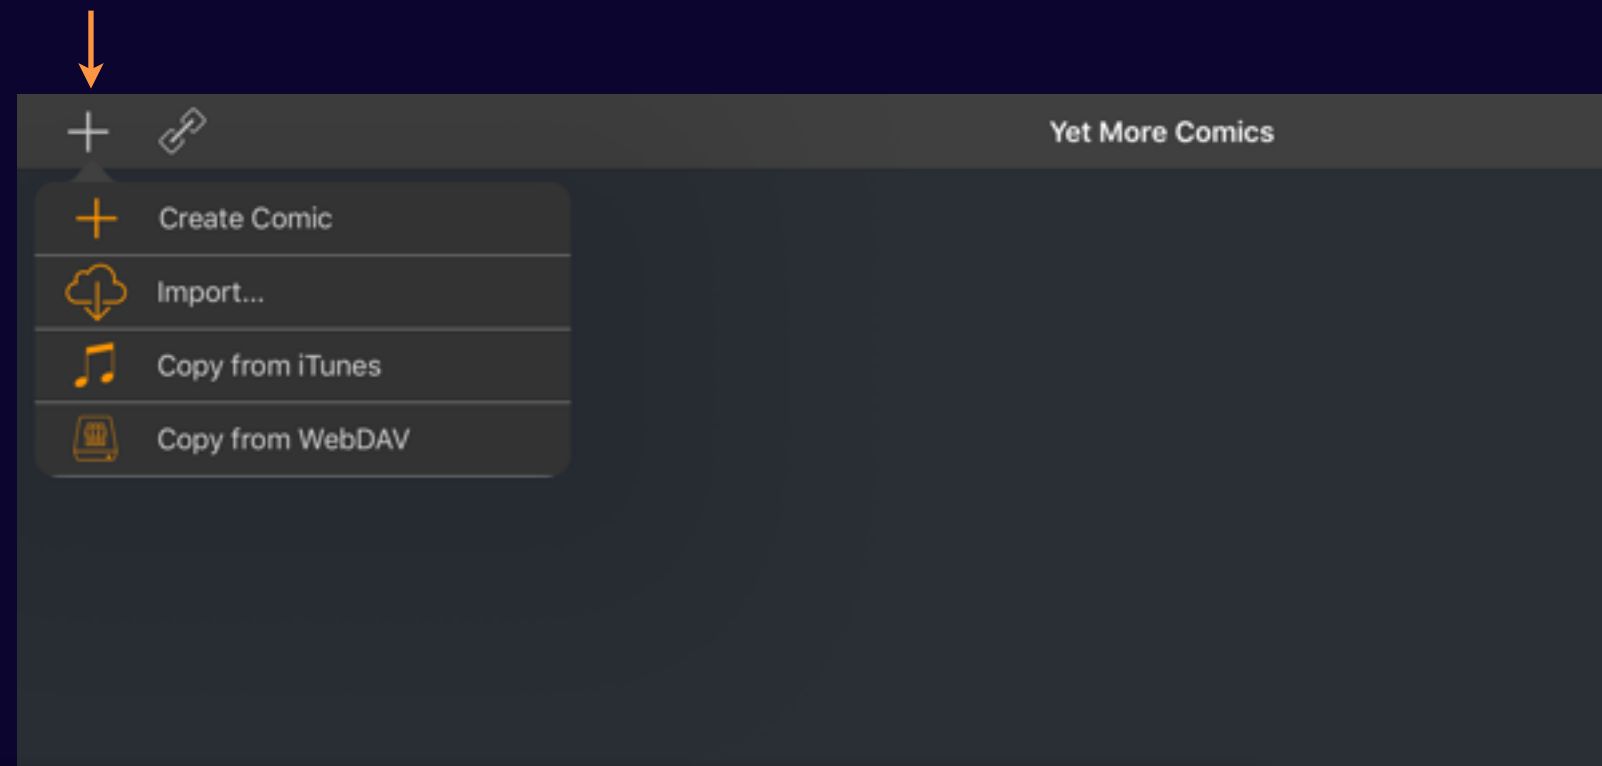 Yet More Comics
Create Comic
Import...
Copy from iTunes
Copy from WebDAV